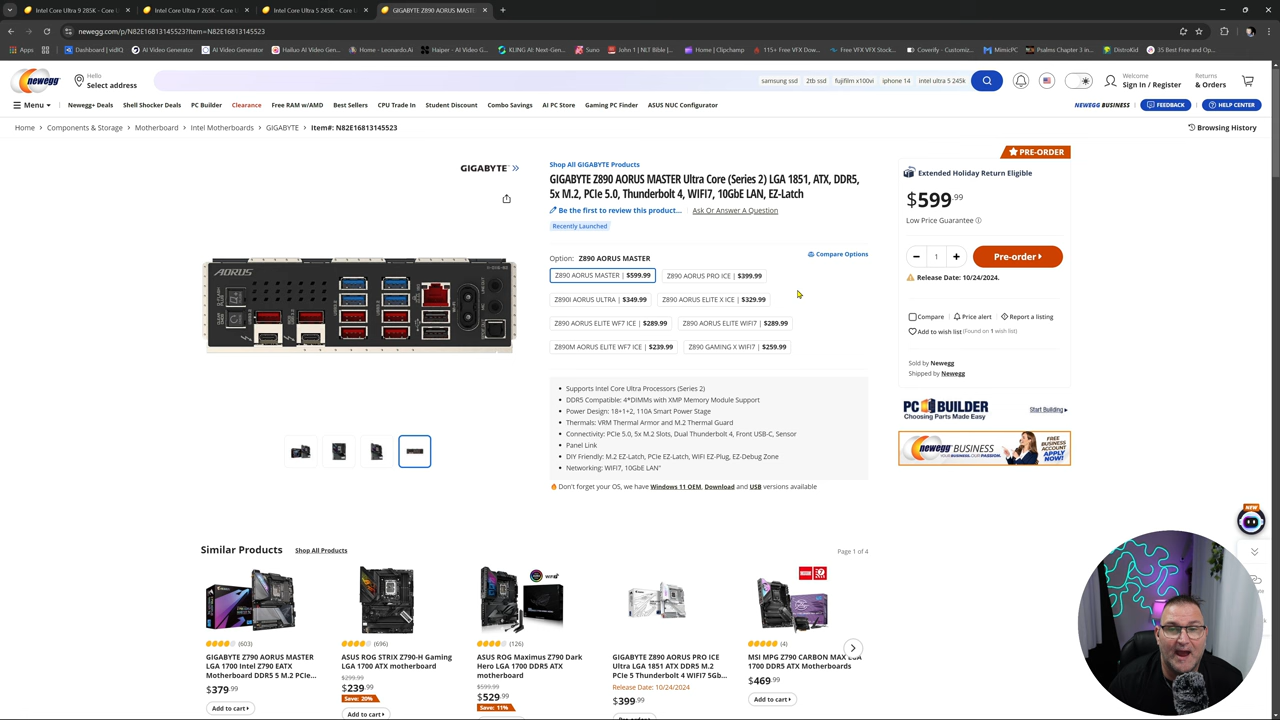 Intel Core Ultra 9 285K - Core
Intel Core Ultra 7 265K - Core
Intel Core Ultra 5 245K - Core
GIGABYTE Z890 AORUS MASTER
newegg.com/p/N82E16813145523?Item=N82E16813145523
Apps
Dashboard | vidIQ
AI Video Generator
Hailuo AI Video Gener...
Home - Leonardo.Ai
Haiper - AI Video G...
KLING AI: Next-Gen...
Suno
John 1 | NLT Bible |...
Home | Clipchamp
115+ Free VFX Dow...
Free VFX VFX Stock...
Coverify - Customiz...
MimicPC
Psalms Chapter 3 in...
DistroKid
35 Best Free and Op...
newegg
Hello
Select address
samsung ssd
2tb ssd
fujifilm x100vi
iphone 14
intel ultra 5 245k
Welcome
Sign In / Register
Returns
& Orders
Menu
Newegg+ Deals
Shell Shocker Deals
PC Builder
Clearance
Free RAM w/AMD
Best Sellers
CPU Trade In
Student Discount
Combo Savings
AI PC Store
Gaming PC Finder
ASUS NUC Configurator
NEWEGG BUSINESS
FEEDBACK
HELP CENTER
Home > Components & Storage > Motherboard > Intel Motherboards > GIGABYTE > Item#: N82E16813145523
Browsing History
GIGABYTE
AORUS
Shop All GIGABYTE Products
GIGABYTE Z890 AORUS MASTER Ultra Core (Series 2) LGA 1851, ATX, DDR5,
5x M.2, PCIe 5.0, Thunderbolt 4, WIFI7, 10GbE LAN, EZ-Latch
Be the first to review this product...
Ask Or Answer A Question
Recently Launched
Option: Z890 AORUS MASTER
Compare Options
Z890 AORUS MASTER | $599.99
Z890 AORUS PRO ICE | $399.99
Z890I AORUS ULTRA | $349.99
Z890 AORUS ELITE X ICE | $329.99
Z890 AORUS ELITE WF7 ICE | $289.99
Z890 AORUS ELITE WIFI7 | $289.99
Z890M AORUS ELITE WF7 ICE | $239.99
Z890 GAMING X WIFI7 | $259.99
• Supports Intel Core Ultra Processors (Series 2)
• DDR5 Compatible: 4*DIMMs with XMP Memory Module Support
• Power Design: 18+1+2, 110A Smart Power Stage
• Thermals: VRM Thermal Armor and M.2 Thermal Guard
• Connectivity: PCIe 5.0, 5x M.2 Slots, Dual Thunderbolt 4, Front USB-C, Sensor
• Panel Link
• DIY Friendly: M.2 EZ-Latch, PCIe EZ-Latch, WIFI EZ-Plug, EZ-Debug Zone
• Networking: WIFI7, 10GbE LAN"
Don't forget your OS, we have Windows 11 OEM, Download and USB versions available
PRE-ORDER
Extended Holiday Return Eligible
$599.99
Low Price Guarantee
1
Pre-order
Release Date: 10/24/2024.
Compare
Price alert
Report a listing
Add to wish list (Found on 1 wish list)
Sold by Newegg
Shipped by Newegg
PC BUILDER
Choosing Parts Made Easy
Start Building
newegg BUSINESS
YOUR BUSINESS. OUR PASSION.
FREE
BUSINESS
ACCOUNT
APPLY
NOW!
NEW
Similar Products
Shop All Products
Page 1 of 4
(603)
GIGABYTE Z790 AORUS MASTER
LGA 1700 Intel Z790 EATX
Motherboard DDR5 5 M.2 PCIe...
$379.99
Add to cart
(696)
ASUS ROG STRIX Z790-H Gaming
LGA 1700 ATX motherboard
$299.99
$239.99
Save: 20%
Add to cart
(126)
ASUS ROG Maximus Z790 Dark
Hero LGA 1700 DDR5 ATX
motherboard
$599.99
$529.99
Save: 11%
GIGABYTE Z890 AORUS PRO ICE
Ultra LGA 1851 ATX DDR5 M.2
PCIe 5 Thunderbolt 4 WIFI7 5Gb...
Release Date: 10/24/2024
$399.99
(4)
MSI MPG Z790 CARBON MAX
1700 DDR5 ATX Motherboards
$469.99
Add to cart